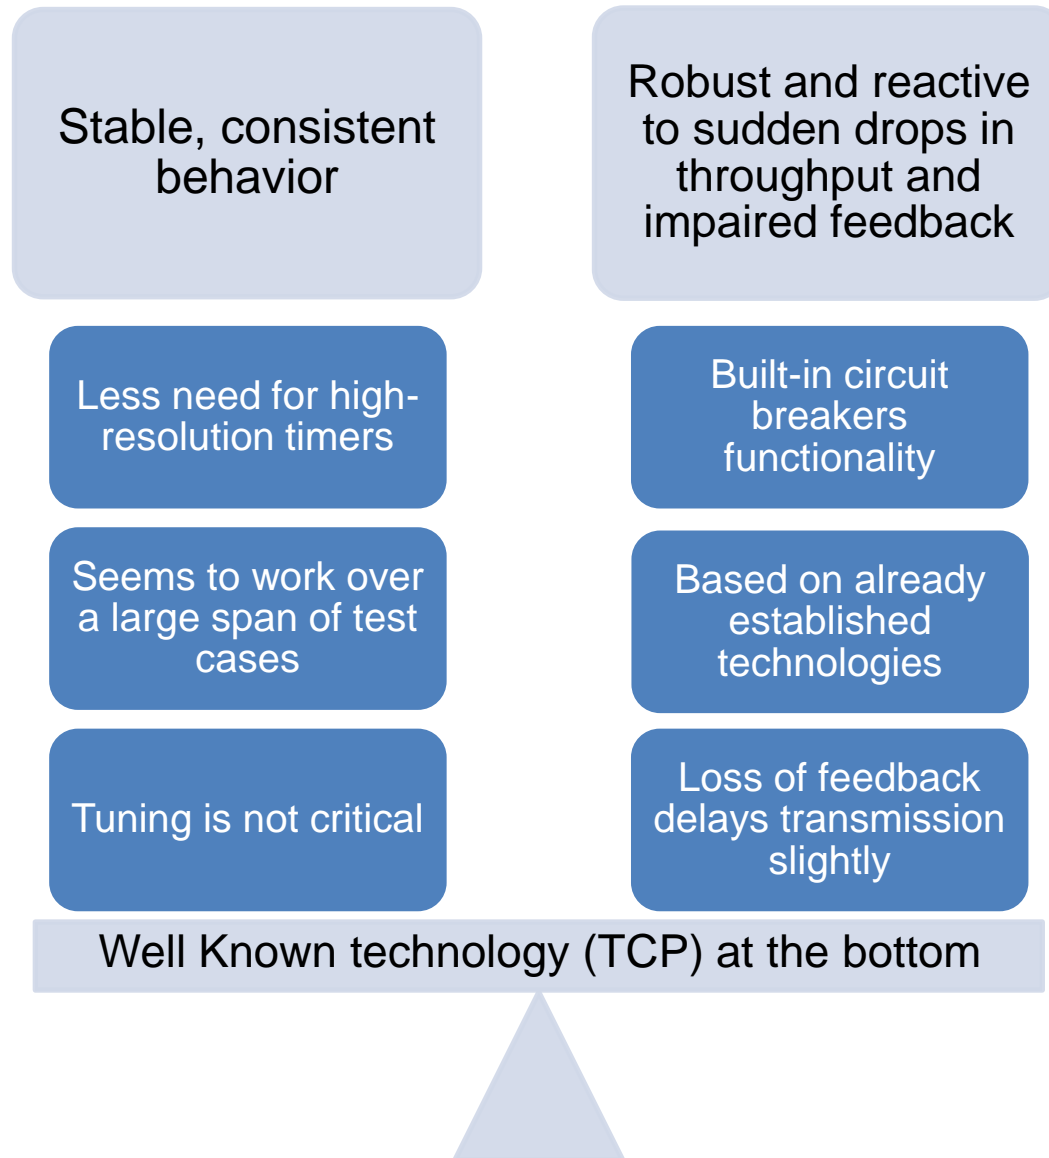 Stable, consistent
behavior
Robust and reactive
to sudden drops in
throughput and
impaired feedback
Less need for high-
resolution timers
Seems to work over
a large span of test
cases
Tuning is not critical
Built-in circuit
breakers
functionality
Based on already
established
technologies
Loss of feedback
delays transmission
slightly
Well Known technology (TCP) at the bottom